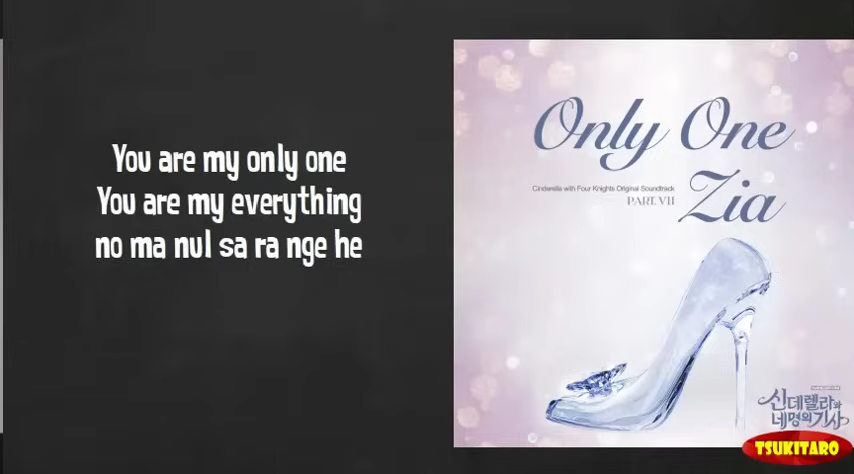 You are my only one
You are my everything
no ma nul sa ra nge he
Only One
Cinderella with Four Knights Original Soundtrack
PART.VII
Zia
신데렐라와
네명의기사
TSUKITARO